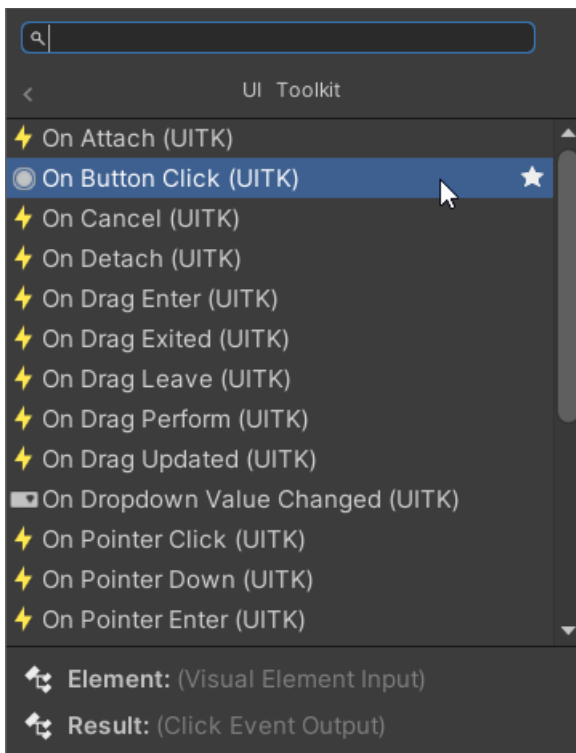 UI Toolkit
On Attach (UITK)
On Button Click (UITK)
On Cancel (UITK)
On Detach (UITK)
On Drag Enter (UITK)
On Drag Exited (UITK)
On Drag Leave (UITK)
On Drag Perform (UITK)
On Drag Updated (UITK)
On Dropdown Value Changed (UITK)
On Pointer Click (UITK)
On Pointer Down (UITK)
On Pointer Enter (UITK)
Element: (Visual Element Input)
Result: (Click Event Output)